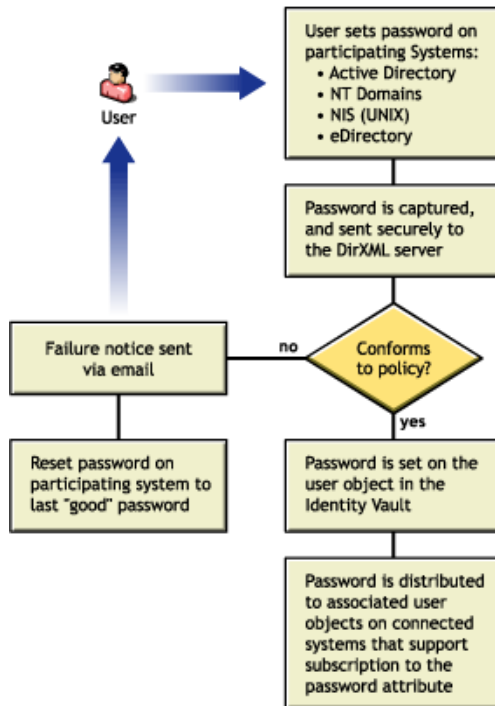 User sets password on
participating Systems:
• Active Directory
• NT Domains
• NIS (UNIX)
• eDirectory
User
Password is captured,
and sent securely to
the DirXML server
Conforms
to policy?
no
Failure notice sent
via email
yes
Reset password on
participating system to
last "good" password
Password is set on the
user object in the
Identity Vault
Password is distributed
to associated user
objects on connected
systems that support
subscription to the
password attribute